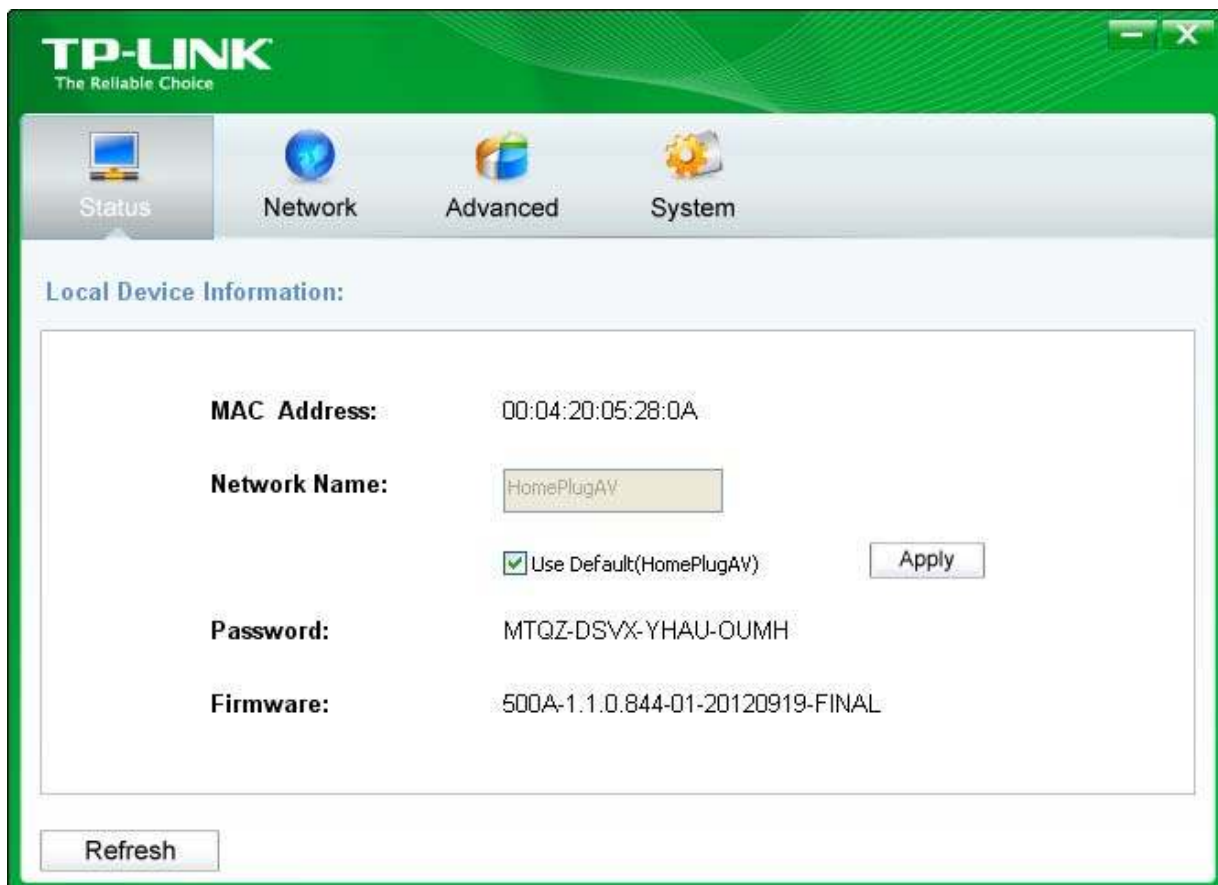 TP-LINK
The Reliable Choice
Status
Network
Advanced
System
Local Device Information:
MAC Address:
00:04:20:05:28:0A
Network Name:
HomePlugAV
Use Default(HomePlugAV)
Apply
Password:
MTQZ-DSVX-YHAU-OUMH
Firmware:
500A-1.1.0.844-01-20120919-FINAL
Refresh